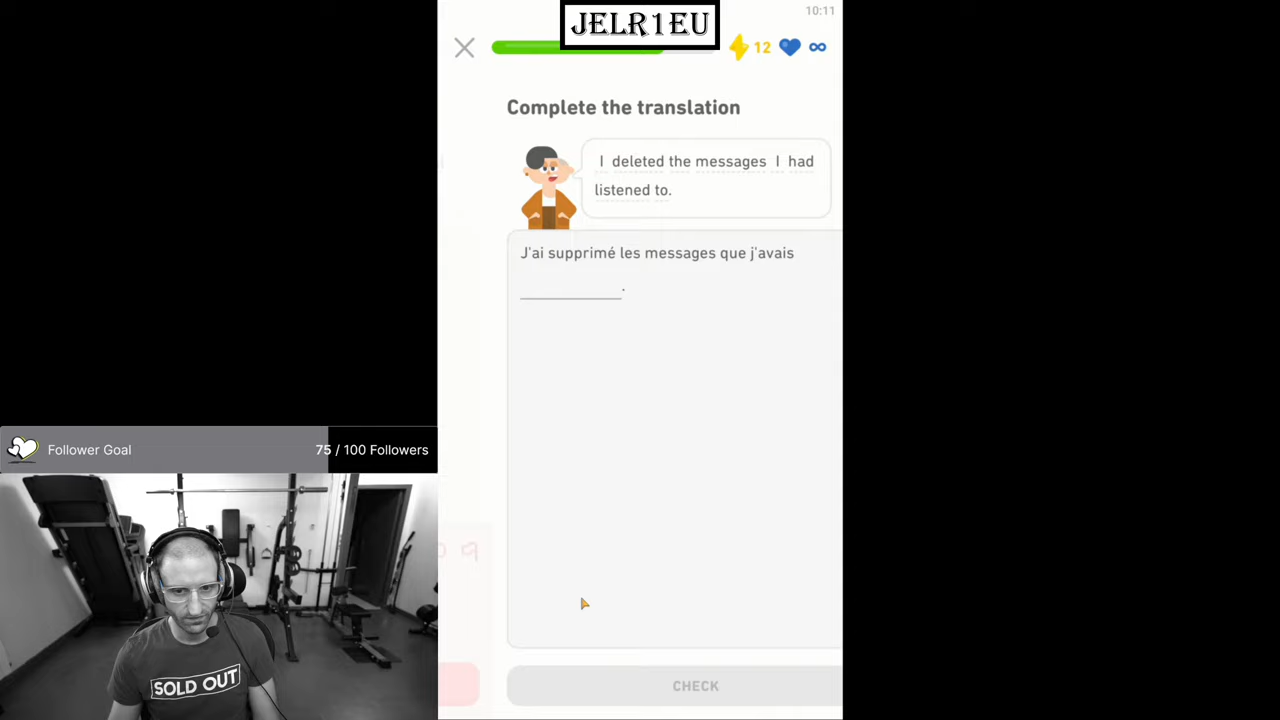 JELR1EU
10:11
12
Complete the translation
I deleted the messages I had
listened to.
J'ai supprimé les messages que j'avais
____________.
CHECK
Follower Goal
75 / 100 Followers
SOLD OUT